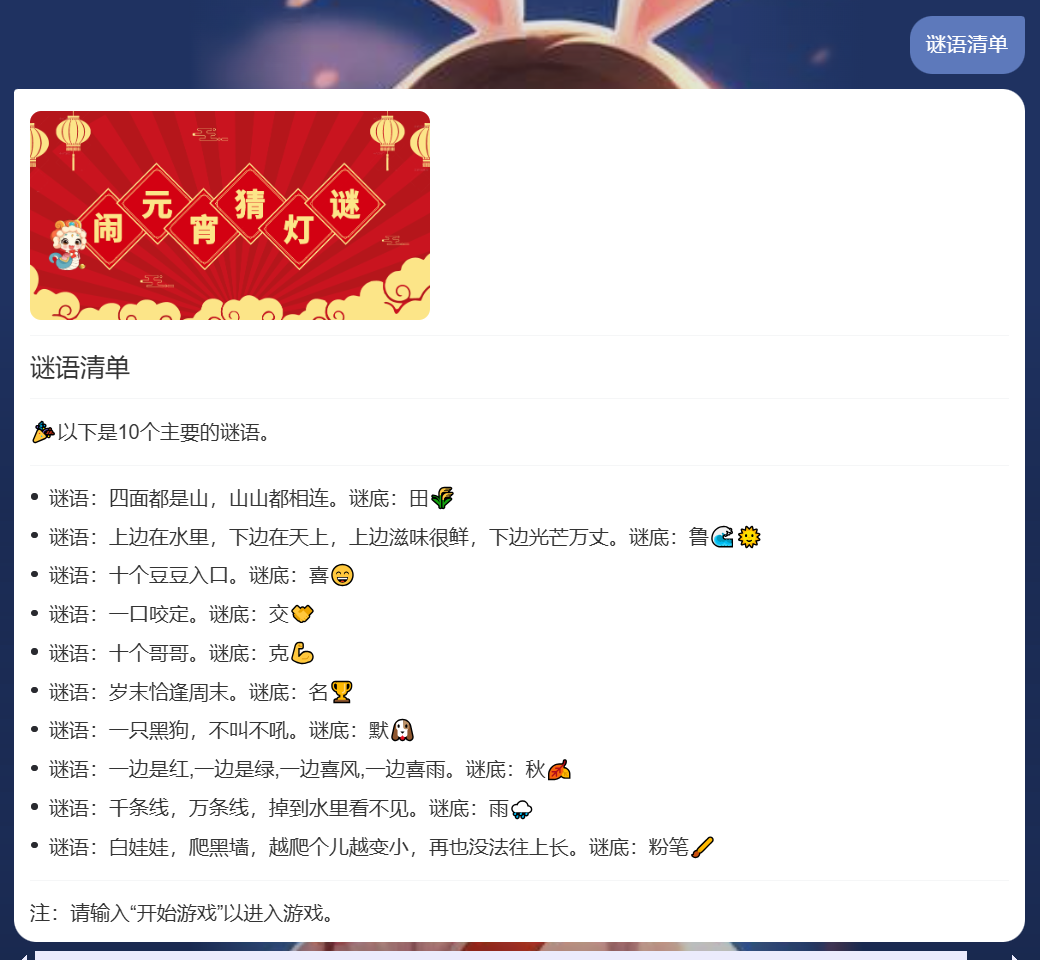 谜语清单
闹元宵猜灯谜
谜语清单
🎉以下是10个主要的谜语。
谜语：四面都是山，山山都相连。谜底：田🌾
谜语：上边在水里，下边在天上，上边滋味很鲜，下边光芒万丈。谜底：鲁🌊🌞
谜语：十个豆豆入口。谜底：喜😄
谜语：一口咬定。谜底：交🤝
谜语：十个哥哥。谜底：克💪
谜语：岁末恰逢周末。谜底：名🏆
谜语：一只黑狗，不叫不吼。谜底：默🐶
谜语：一边是红,一边是绿,一边喜风,一边喜雨。谜底：秋🍂
谜语：千条线，万条线，掉到水里看不见。谜底：雨🌧
谜语：白娃娃，爬黑墙，越爬个儿越变小，再也没法往上长。谜底：粉笔🖌
注：请输入“开始游戏”以进入游戏。